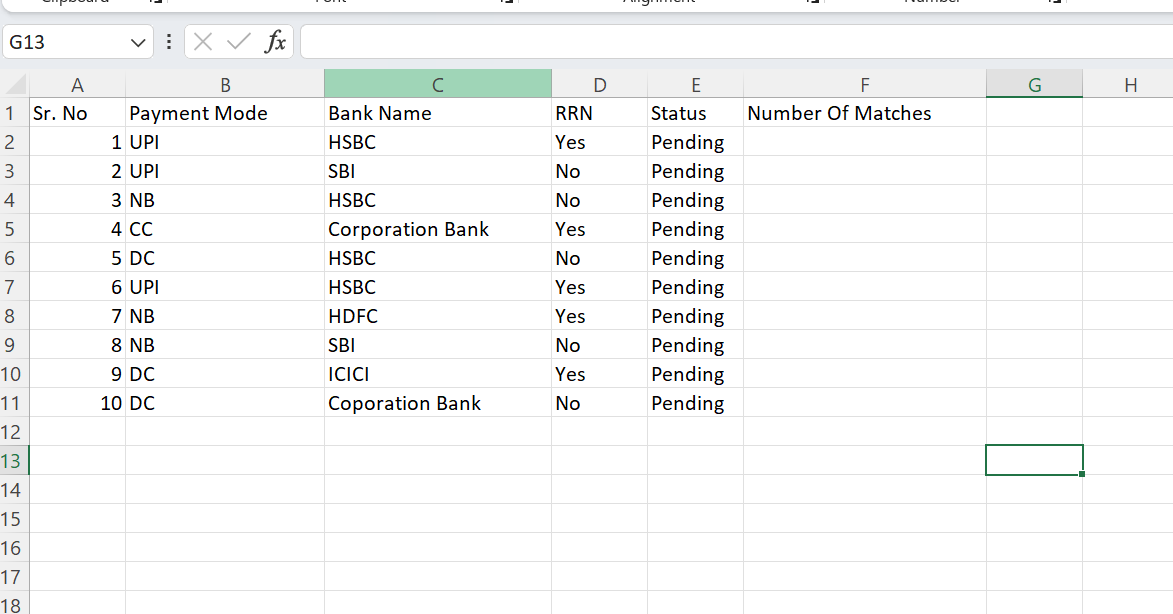 Clipboard Font Alignment Number
G13 fx
A B C D E F G H
1 Sr. No Payment Mode Bank Name RRN Status Number Of Matches
2 1 UPI HSBC Yes Pending
3 2 UPI SBI No Pending
4 3 NB HSBC No Pending
5 4 CC Corporation Bank Yes Pending
6 5 DC HSBC No Pending
7 6 UPI HSBC Yes Pending
8 7 NB HDFC Yes Pending
9 8 NB SBI No Pending
10 9 DC ICICI Yes Pending
11 10 DC Coporation Bank No Pending
12
13
14
15
16
17
18